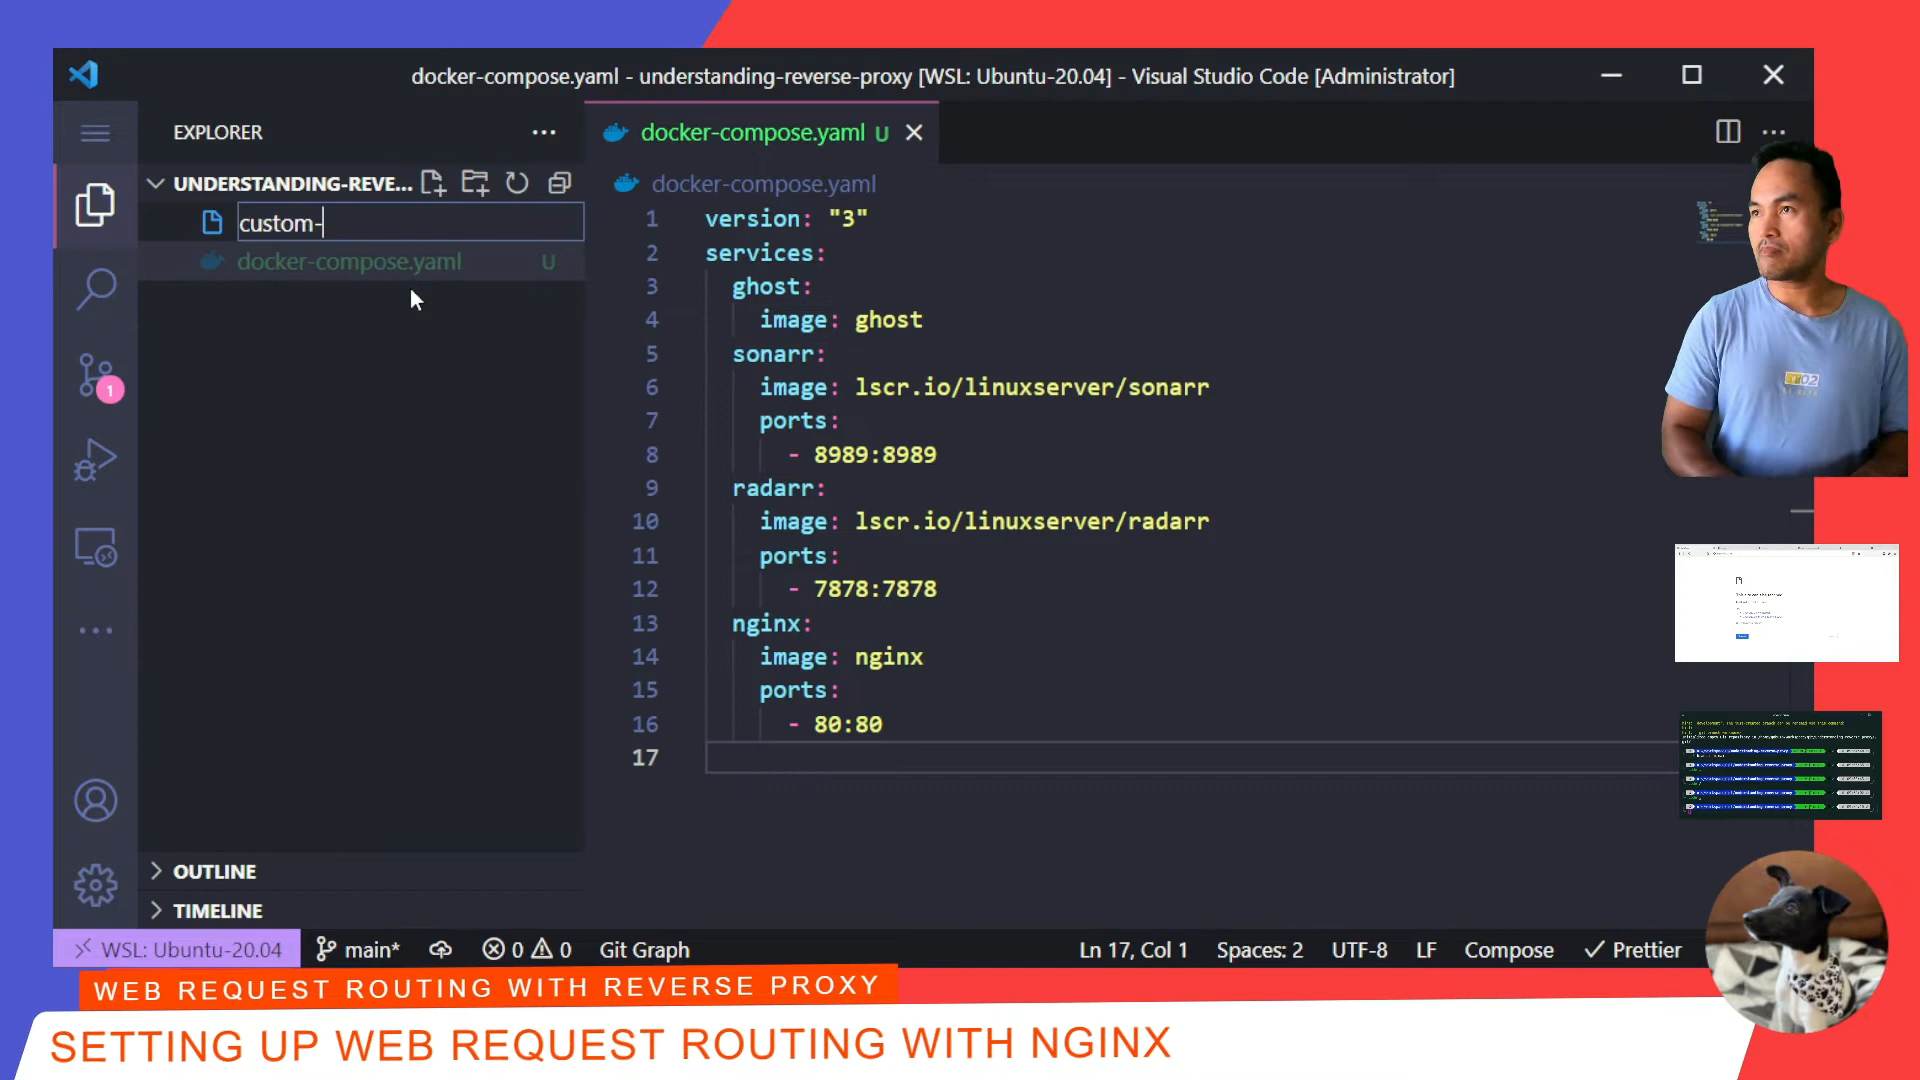 docker-compose.yaml - understanding-reverse-proxy [WSL: Ubuntu-20.04] - Visual Studio Code [Administrator]
EXPLORER
docker-compose.yaml U
UNDERSTANDING-REVE...
custom-
docker-compose.yaml U
1
docker-compose.yaml
1 version: "3"
2 services:
3 ghost:
4 image: ghost
5 sonarr:
6 image: lscr.io/linuxserver/sonarr
7 ports:
8 - 8989:8989
9 radarr:
10 image: lscr.io/linuxserver/radarr
11 ports:
12 - 7878:7878
13 nginx:
14 image: nginx
15 ports:
16 - 80:80
17
OUTLINE
TIMELINE
WSL: Ubuntu-20.04 main* 0 0 Git Graph Ln 17, Col 1 Spaces: 2 UTF-8 LF Compose Prettier
WEB REQUEST ROUTING WITH REVERSE PROXY
SETTING UP WEB REQUEST ROUTING WITH NGINX